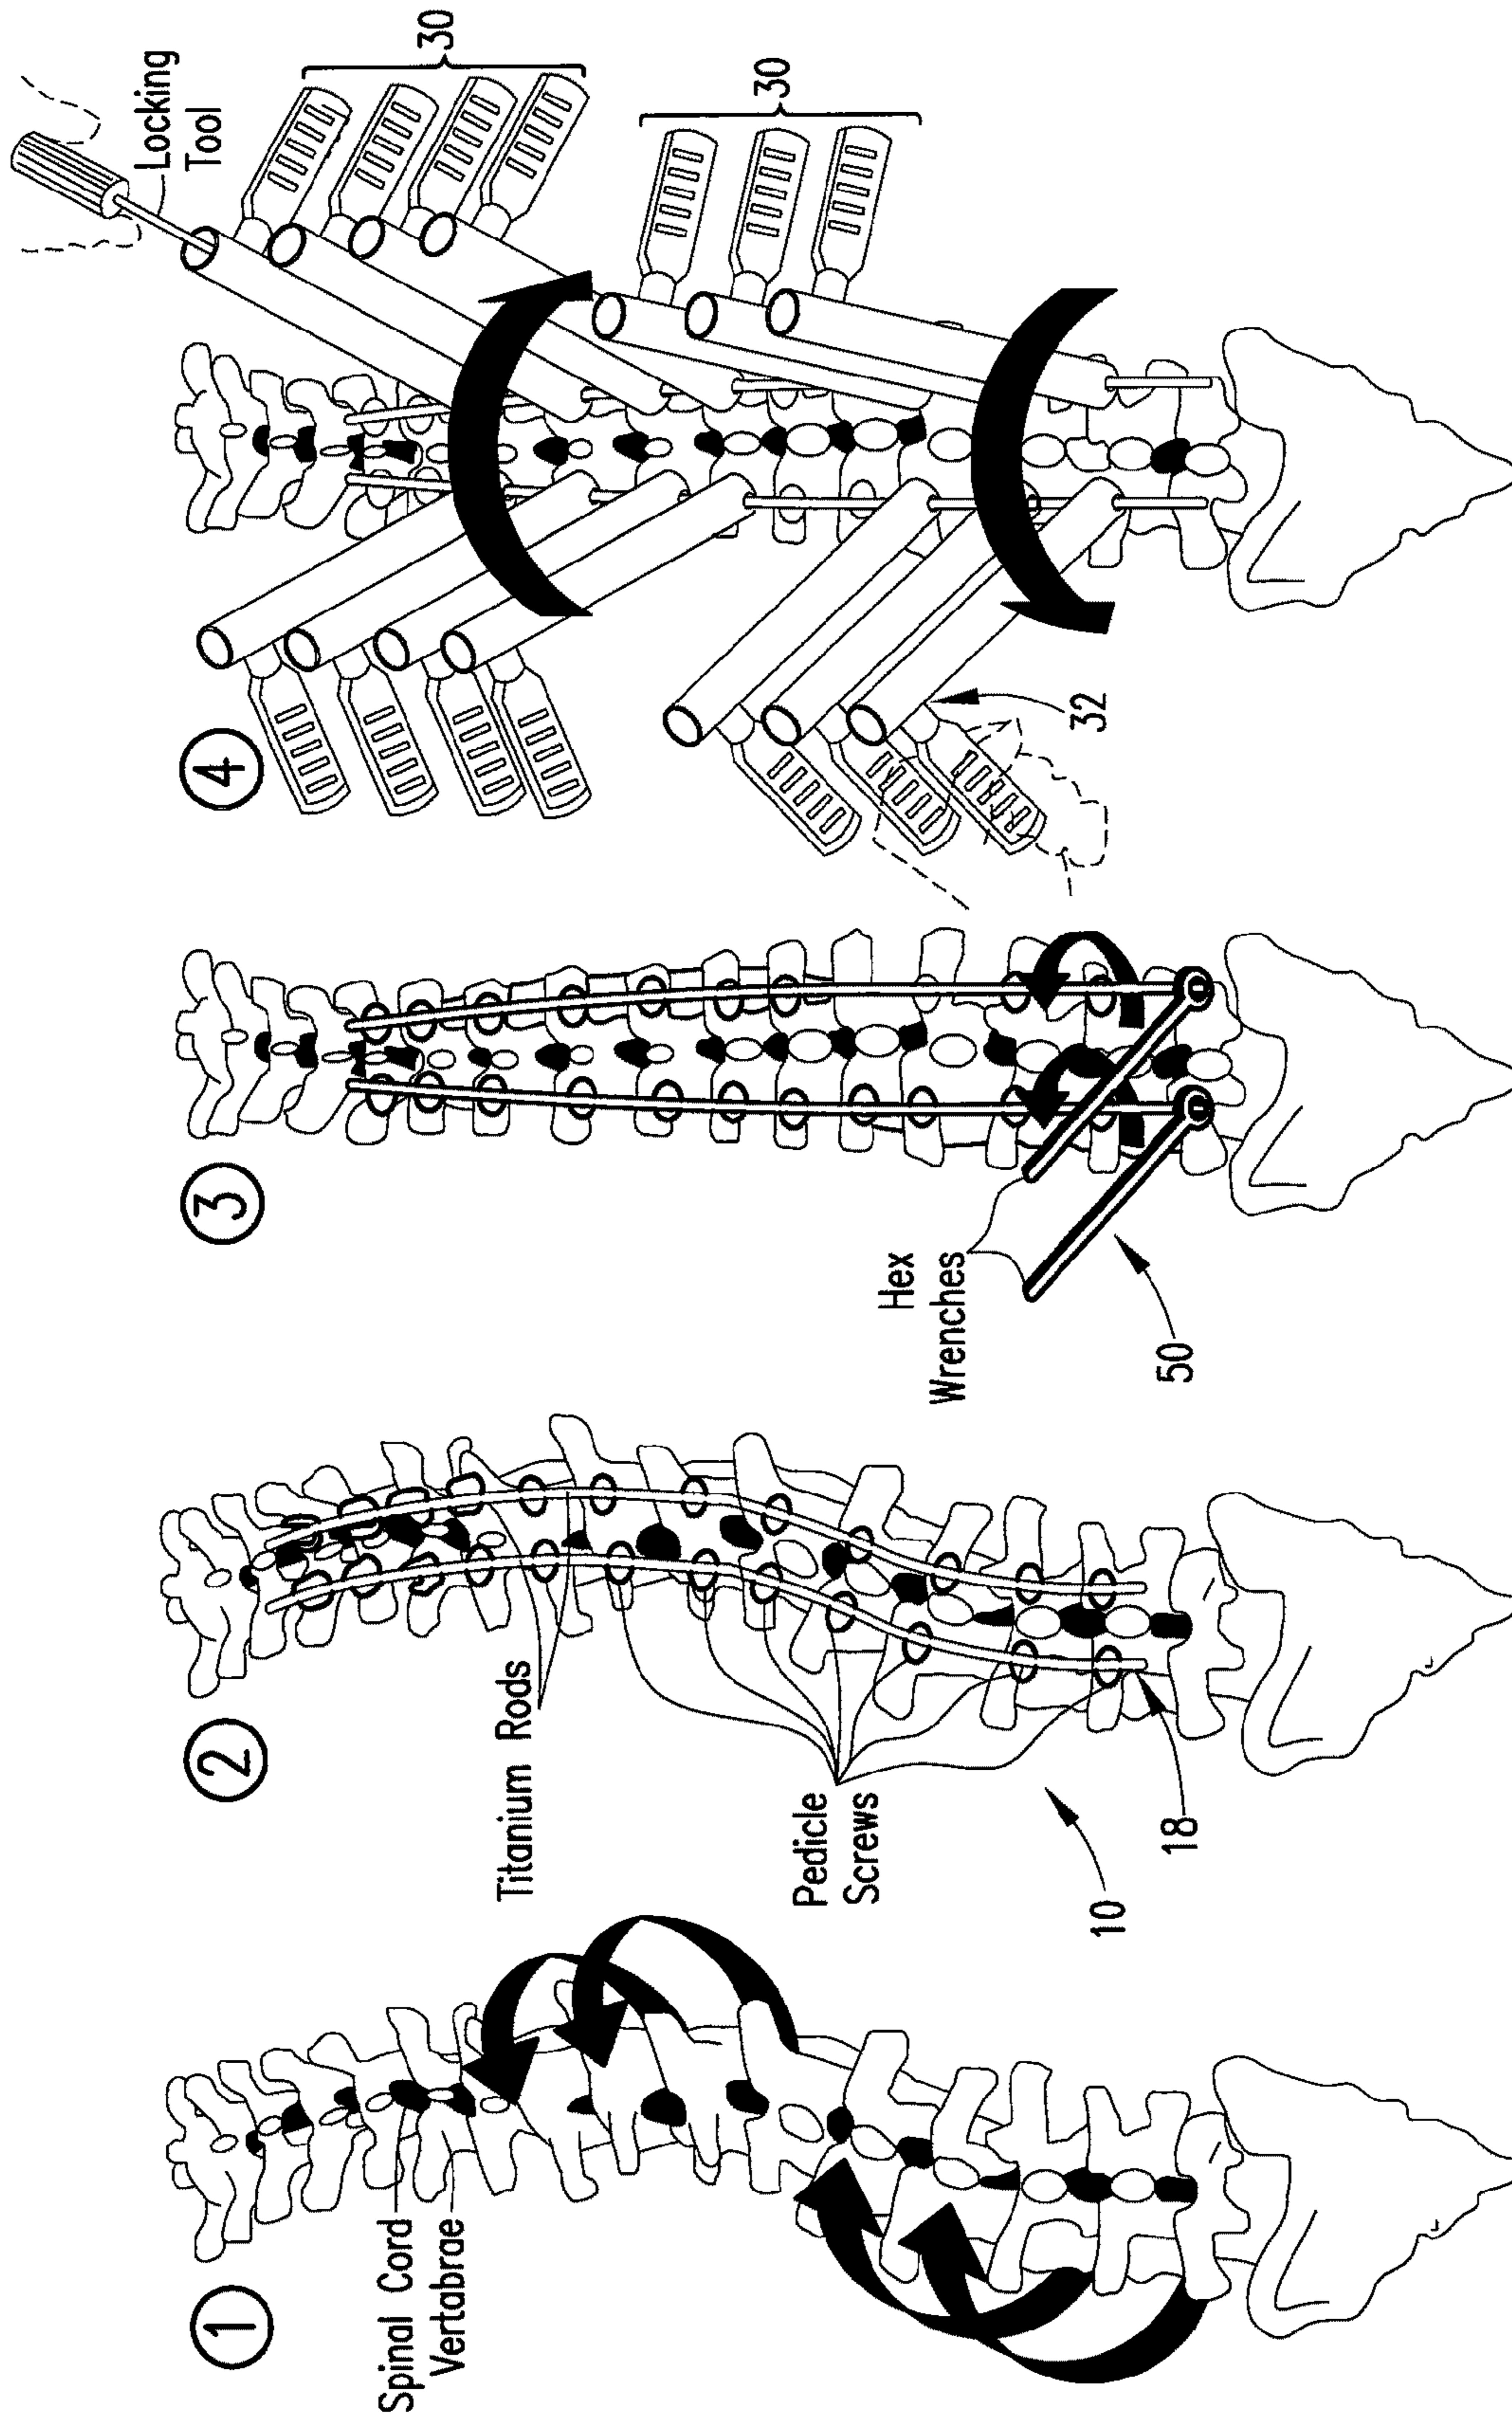 1
Spinal Cord
Vertabrae
2
Titanium Rods
Pedicle
Screws
10
18
3
Hex
Wrenches
50
4
Locking
Tool
30
30
32